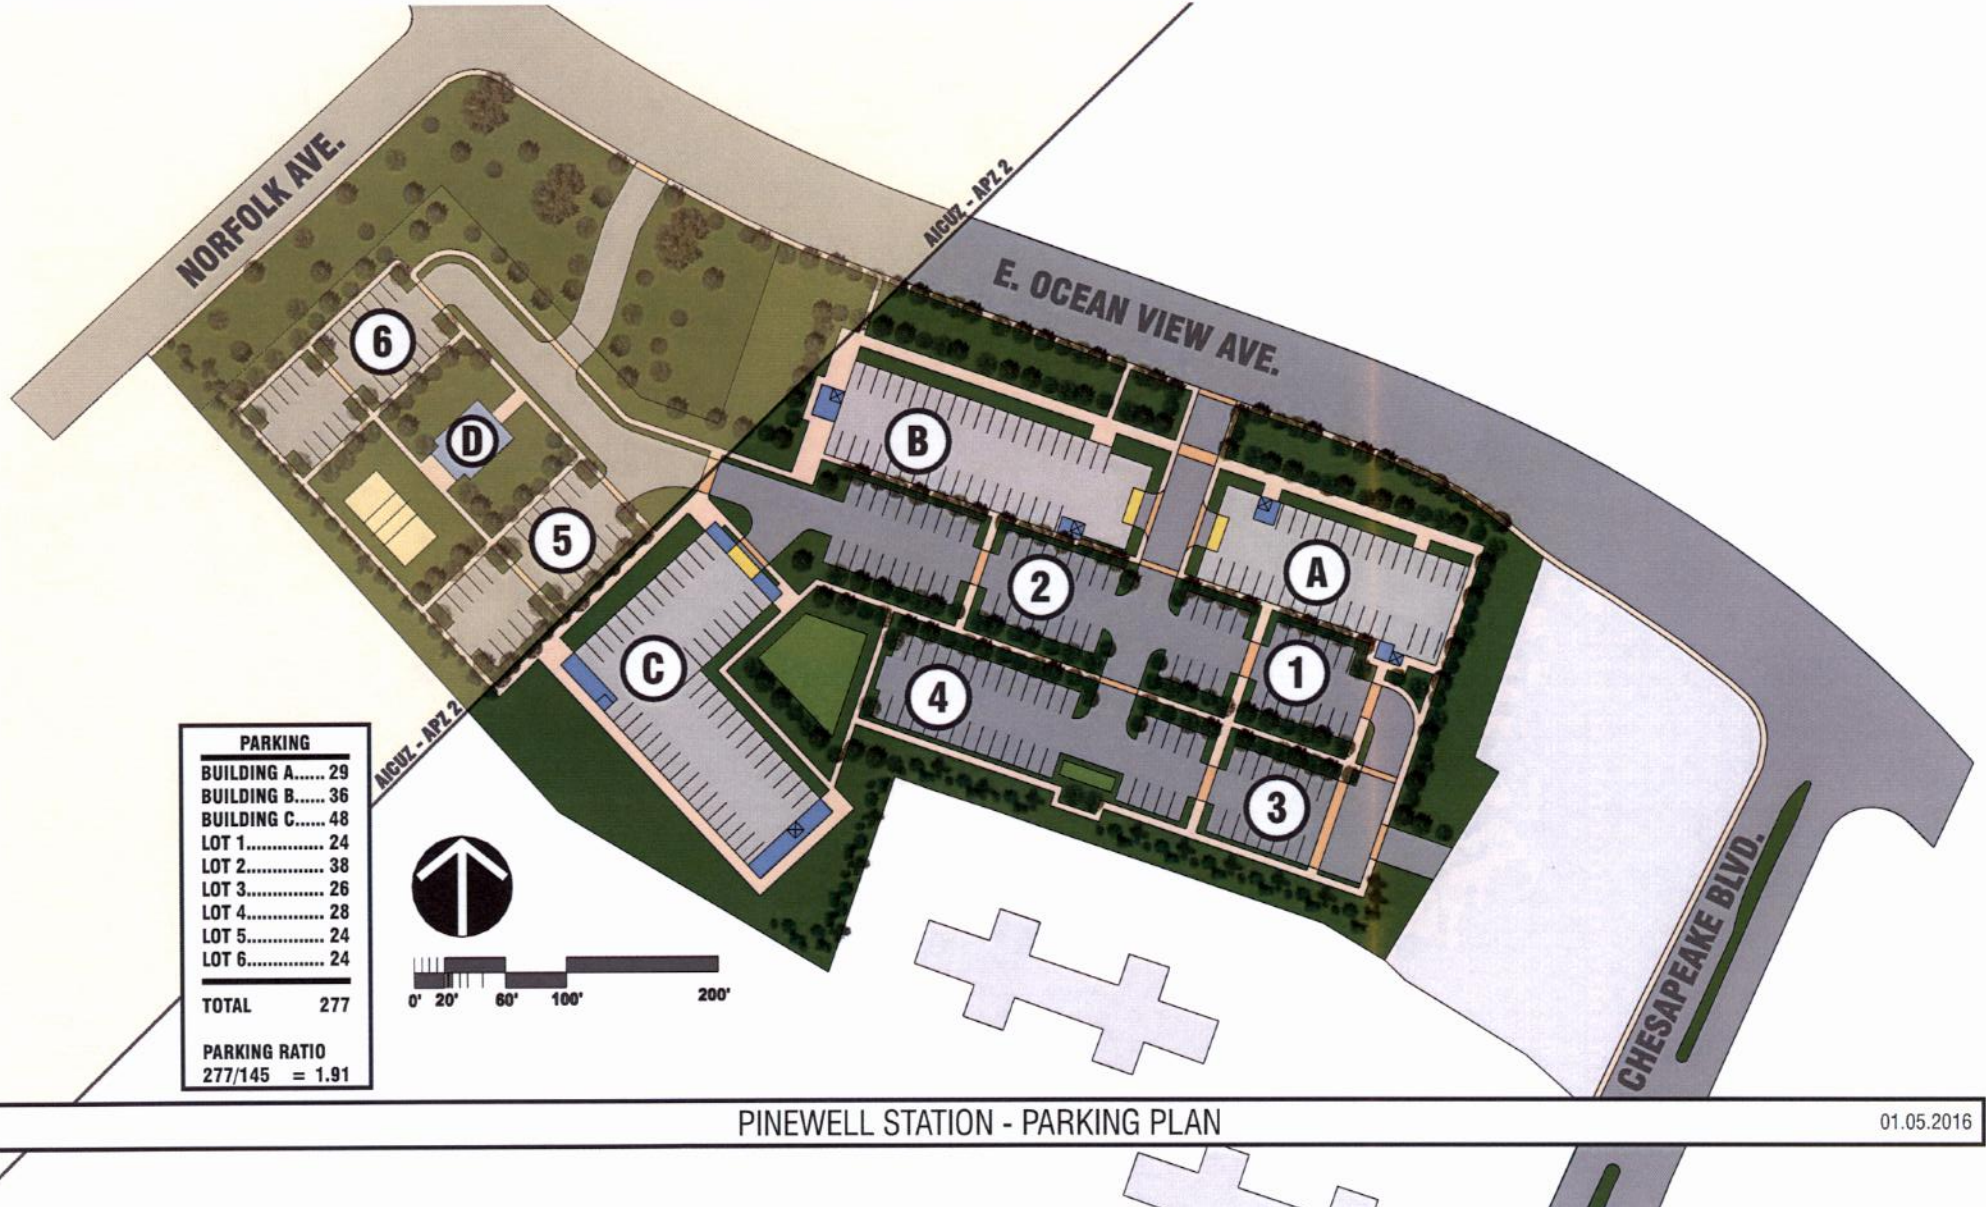 NORFOLK AVE.
AICUZ - APZ 2
E. OCEAN VIEW AVE.
6
D
5
B
A
2
1
C
4
3
AICUZ - APZ 2
CHESAPEAKE BLVD.
PARKING
BUILDING A...... 29
BUILDING B...... 36
BUILDING C...... 48
LOT 1............... 24
LOT 2............... 38
LOT 3............... 26
LOT 4............... 28
LOT 5............... 24
LOT 6............... 24
TOTAL 277
PARKING RATIO
277/145 = 1.91
0' 20' 60' 100' 200'
PINEWELL STATION - PARKING PLAN
01.05.2016